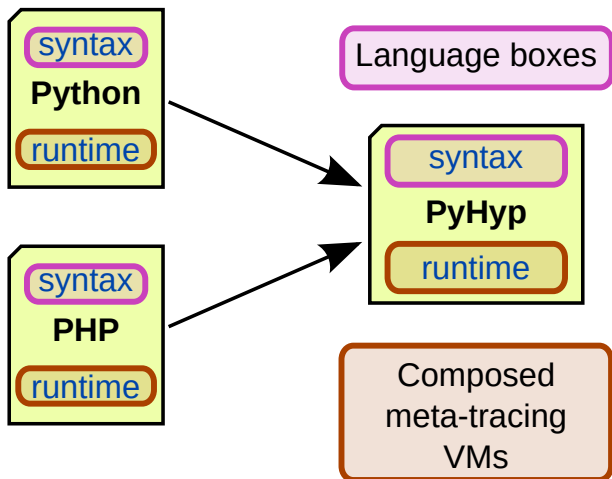 syntax
Python
runtime
syntax
PHP
runtime
Language boxes
syntax
PyHyp
runtime
Composed
meta-tracing
VMs